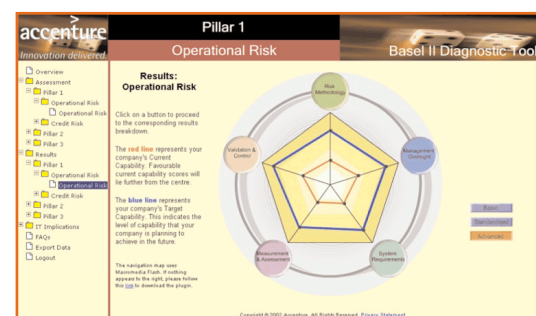 accenture
Innovation delivered.
Pillar 1
Operational Risk
Basel II Diagnostic Tool
Overview
Assessment
Pillar 1
Operational Risk
Operational Risk
Credit Risk
Pillar 2
Pillar 3
Results
Pillar 1
Operational Risk
Operational Risk
Credit Risk
Pillar 2
Pillar 3
IT Implications
FAQs
Export Data
Logout
Results:
Operational Risk
Click on a button to proceed
to the corresponding results
breakdown.
The red line represents your
company's Current
Capability. Favourable
current capability scores will
lie further from the centre.
The blue line represents
your company's Target
Capability. This indicates the
level of capability that your
company is planning to
achieve in the future.
The navigation map uses
Macromedia Flash. If nothing
appears to the right, please follow
this link to download the plugin.
Risk
Methodology
Validation &
Control
Management
Oversight
Measurement
& Assessment
System
Requirements
Basic
Standardised
Advanced
Copyright © 2002 Accenture. All Rights Reserved. Privacy Statement